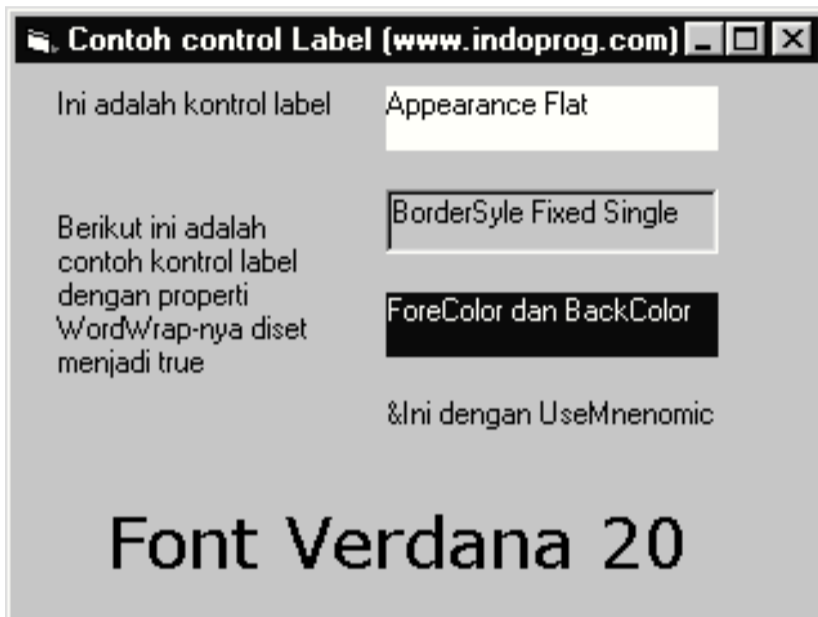 Contoh control Label (www.indoprog.com)
Ini adalah kontrol label
Appearance Flat
BorderSyle Fixed Single
Berikut ini adalah
contoh kontrol label
dengan properti
WordWrap-nya diset
menjadi true
ForeColor dan BackColor
&Ini dengan UseMnenomic
Font Verdana 20